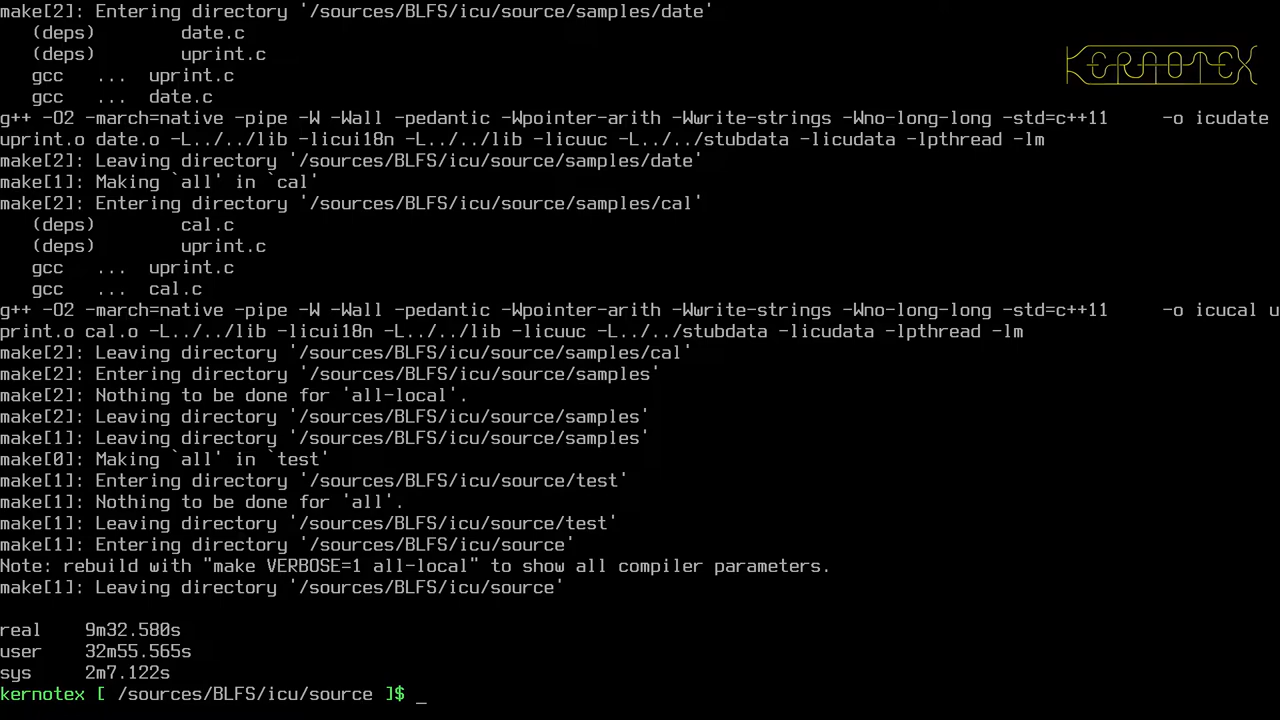 make[2]: Entering directory '/sources/BLFS/icu/source/samples/date'
   (deps)        date.c
   (deps)        uprint.c
   gcc   ...  uprint.c
   gcc   ...  date.c
g++ -O2 -march=native -pipe -W -Wall -pedantic -Wpointer-arith -Wwrite-strings -Wno-long-long -std=c++11     -o icudate
uprint.o date.o -L../../lib -licui18n -L../../lib -licuuc -L../../stubdata -licudata -lpthread -lm
make[2]: Leaving directory '/sources/BLFS/icu/source/samples/date'
make[1]: Making `all' in `cal'
make[2]: Entering directory '/sources/BLFS/icu/source/samples/cal'
   (deps)        cal.c
   (deps)        uprint.c
   gcc   ...  uprint.c
   gcc   ...  cal.c
g++ -O2 -march=native -pipe -W -Wall -pedantic -Wpointer-arith -Wwrite-strings -Wno-long-long -std=c++11     -o icucal u
print.o cal.o -L../../lib -licui18n -L../../lib -licuuc -L../../stubdata -licudata -lpthread -lm
make[2]: Leaving directory '/sources/BLFS/icu/source/samples/cal'
make[2]: Entering directory '/sources/BLFS/icu/source/samples'
make[2]: Nothing to be done for 'all-local'.
make[2]: Leaving directory '/sources/BLFS/icu/source/samples'
make[1]: Leaving directory '/sources/BLFS/icu/source/samples'
make[0]: Making `all' in `test'
make[1]: Entering directory '/sources/BLFS/icu/source/test'
make[1]: Nothing to be done for 'all'.
make[1]: Leaving directory '/sources/BLFS/icu/source/test'
make[1]: Entering directory '/sources/BLFS/icu/source'
Note: rebuild with "make VERBOSE=1 all-local" to show all compiler parameters.
make[1]: Leaving directory '/sources/BLFS/icu/source'
real    9m32.580s
user    32m55.565s
sys     2m7.122s
kernotex [ /sources/BLFS/icu/source ]$ _
KERNOTEX